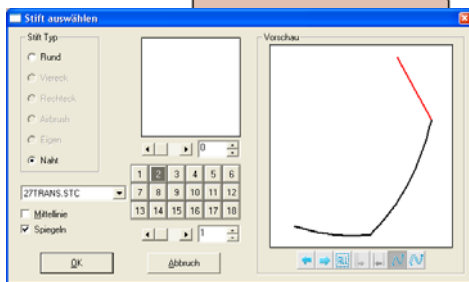 Stift auswählen
Stift Typ
Rund
Viereck
Rechteck
Airbrush
Eigen
Naht
27TRANS.STC
Mittellinie
Spiegeln
OK
Abbruch
0
1 2 3 4 5 6
7 8 9 10 11 12
13 14 15 16 17 18
1
Vorschau
ALL